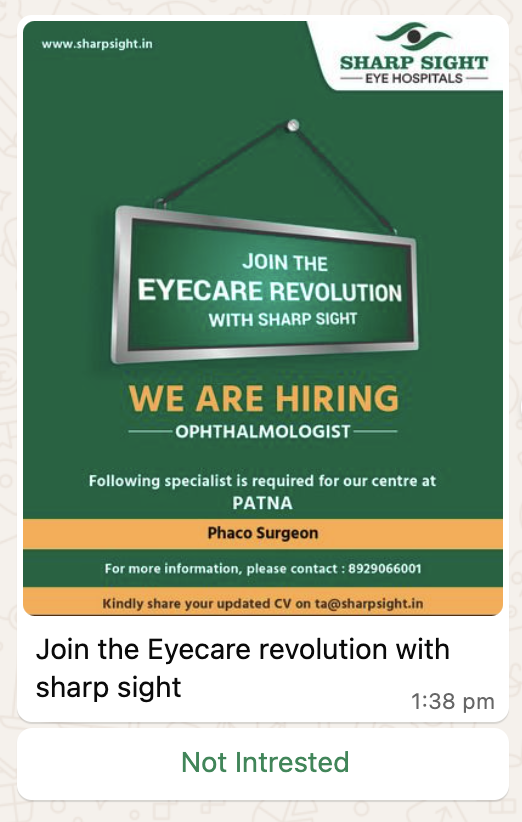 www.sharpsight.in
SHARP SIGHT
EYE HOSPITALS
JOIN THE
EYECARE REVOLUTION
WITH SHARP SIGHT
WE ARE HIRING
OPHTHALMOLOGIST
Following specialist is required for our centre at
PATNA
Phaco Surgeon
For more information, please contact : 8929066001
Kindly share your updated CV on ta@sharpsight.in
Join the Eyecare revolution with
sharp sight
1:38 pm
Not Intrested